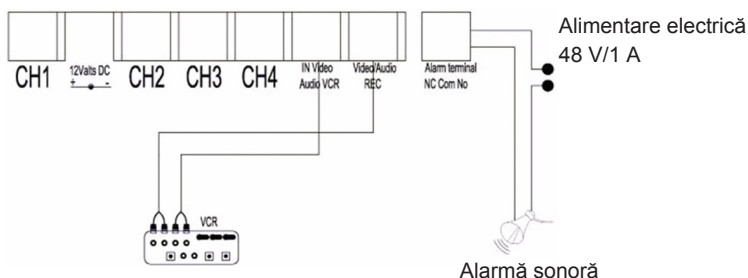 Alimentare electrică
48 V/1 A
CH1
12Valts DC
+ -
CH2
CH3
CH4
IN Video
Audio VCR
Video/Audio
REC
Alarm terminal
NC Com No
VCR
Alarmă sonoră